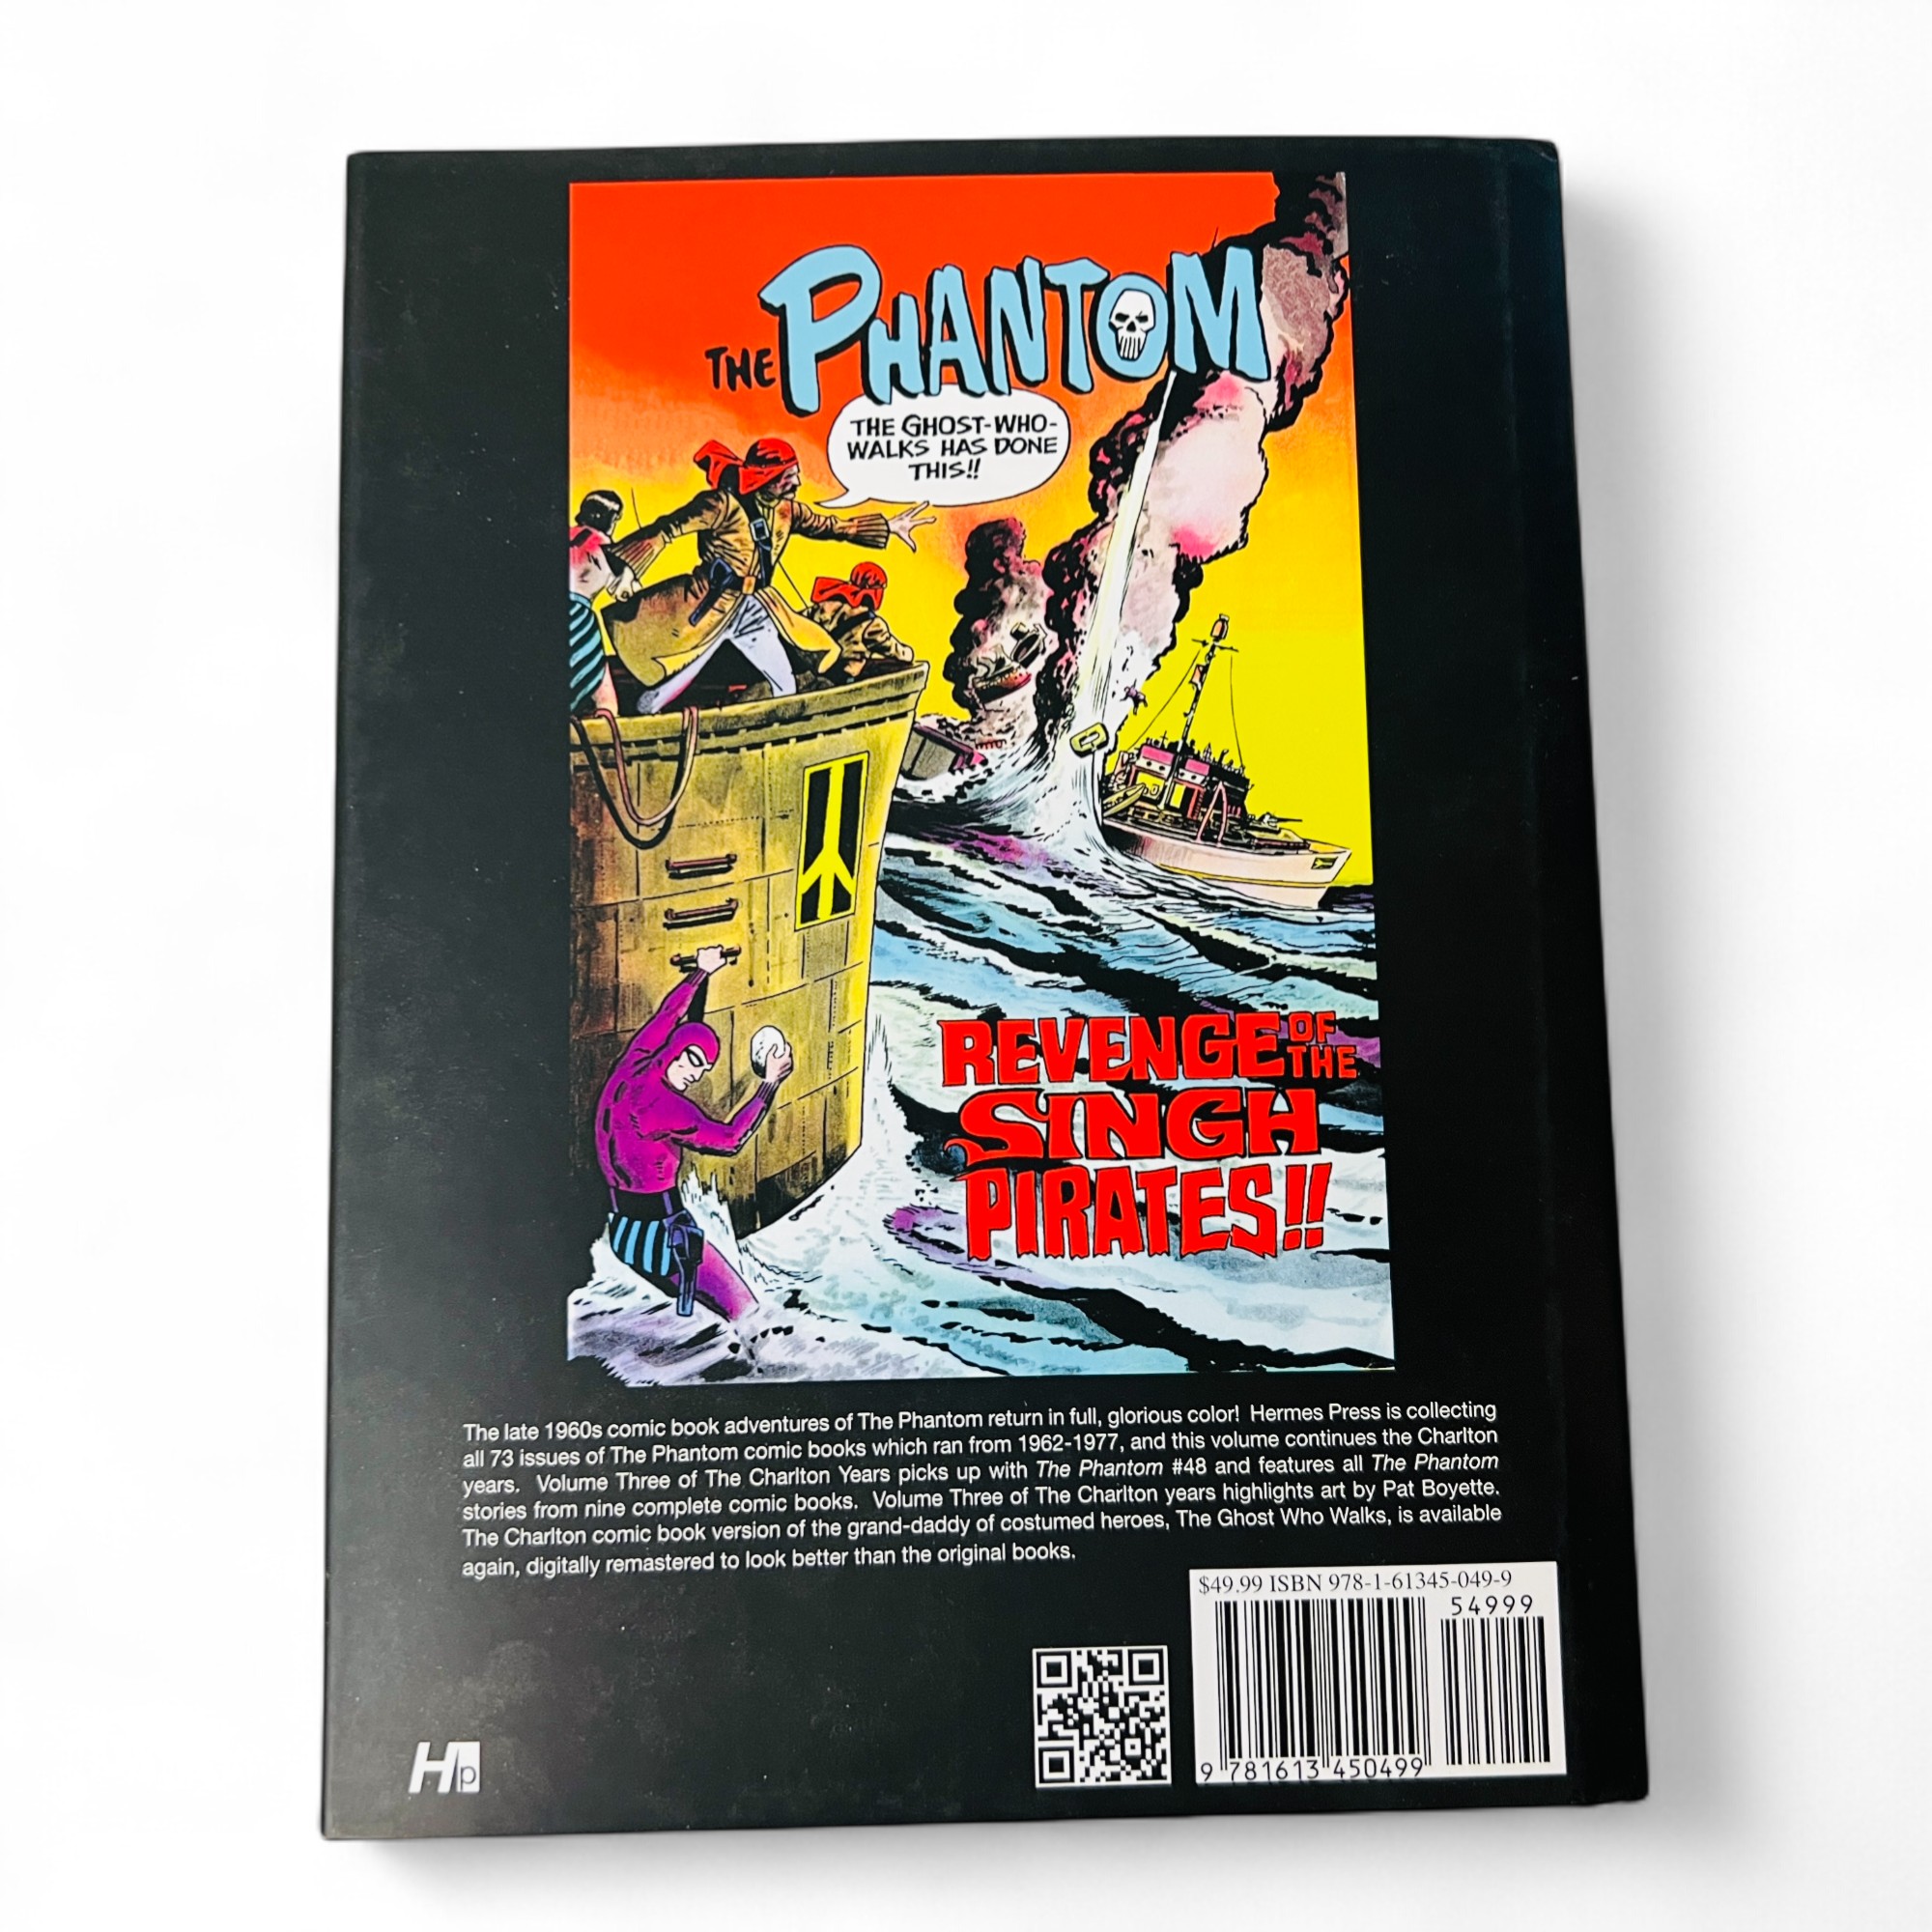 THE PHANTOM
THE GHOST-WHO-
WALKS HAS DONE
THIS!!
REVENGE OF THE
SINGH
PIRATES!!
The late 1960s comic book adventures of The Phantom return in full, glorious color! Hermes Press is collecting
all 73 issues of The Phantom comic books which ran from 1962-1977, and this volume continues the Charlton
years. Volume Three of The Charlton Years picks up with The Phantom #48 and features all The Phantom
stories from nine complete comic books. Volume Three of The Charlton years highlights art by Pat Boyette.
The Charlton comic book version of the grand-daddy of costumed heroes, The Ghost Who Walks, is available
again, digitally remastered to look better than the original books.
$49.99 ISBN 978-1-61345-049-9
54999
9 781613 450499
Hp